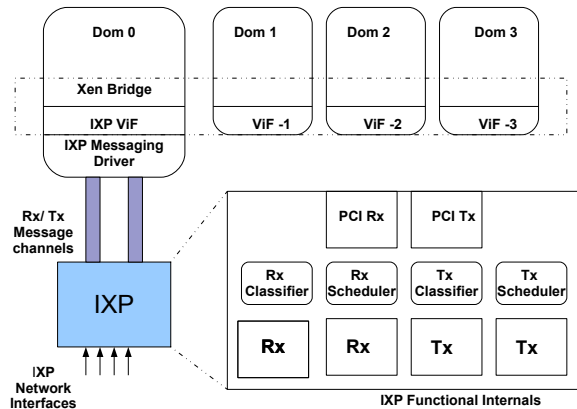 Dom 0
Dom 1
Dom 2
Dom 3
Xen Bridge
IXP ViF
ViF -1
ViF -2
ViF -3
IXP Messaging
Driver
Rx/ Tx
Message
channels
IXP
IXP
Network
Interfaces
PCI Rx
PCI Tx
Rx
Classifier
Rx
Scheduler
Tx
Classifier
Tx
Scheduler
Rx
Rx
Tx
Tx
IXP Functional Internals